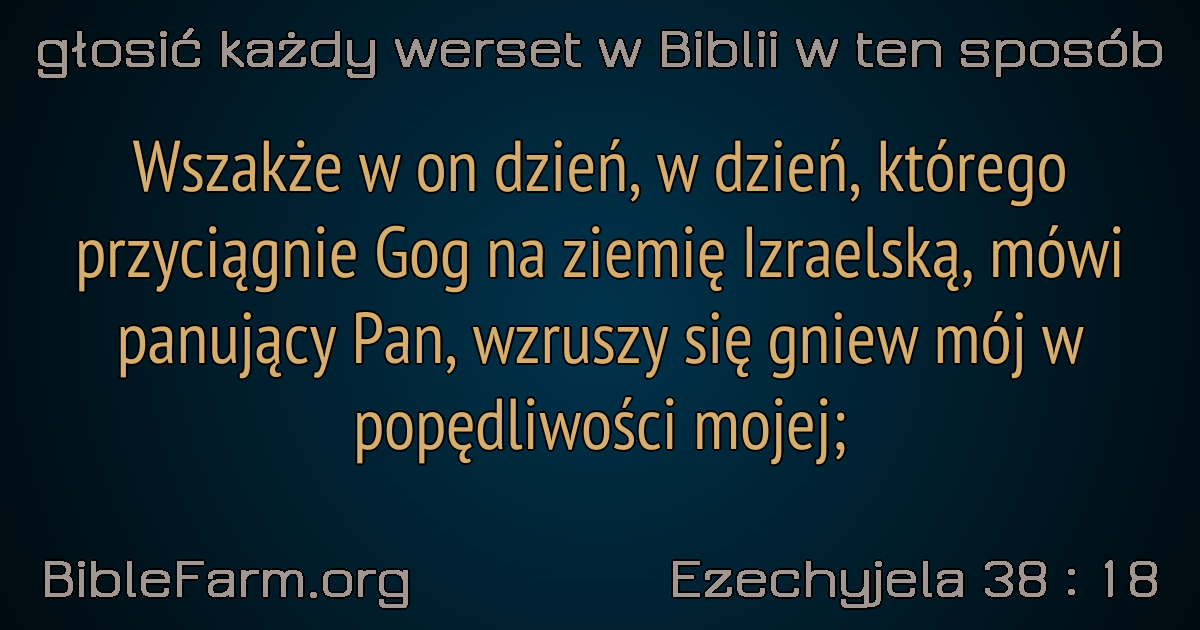 głosić każdy werset w Biblii w ten sposób
Wszakże w on dzień, w dzień, którego
przyciągnie Gog na ziemię Izraelską, mówi
panujący Pan, wzruszy się gniew mój w
popędliwości mojej;
BibleFarm.org
Ezechyjela 38 : 18